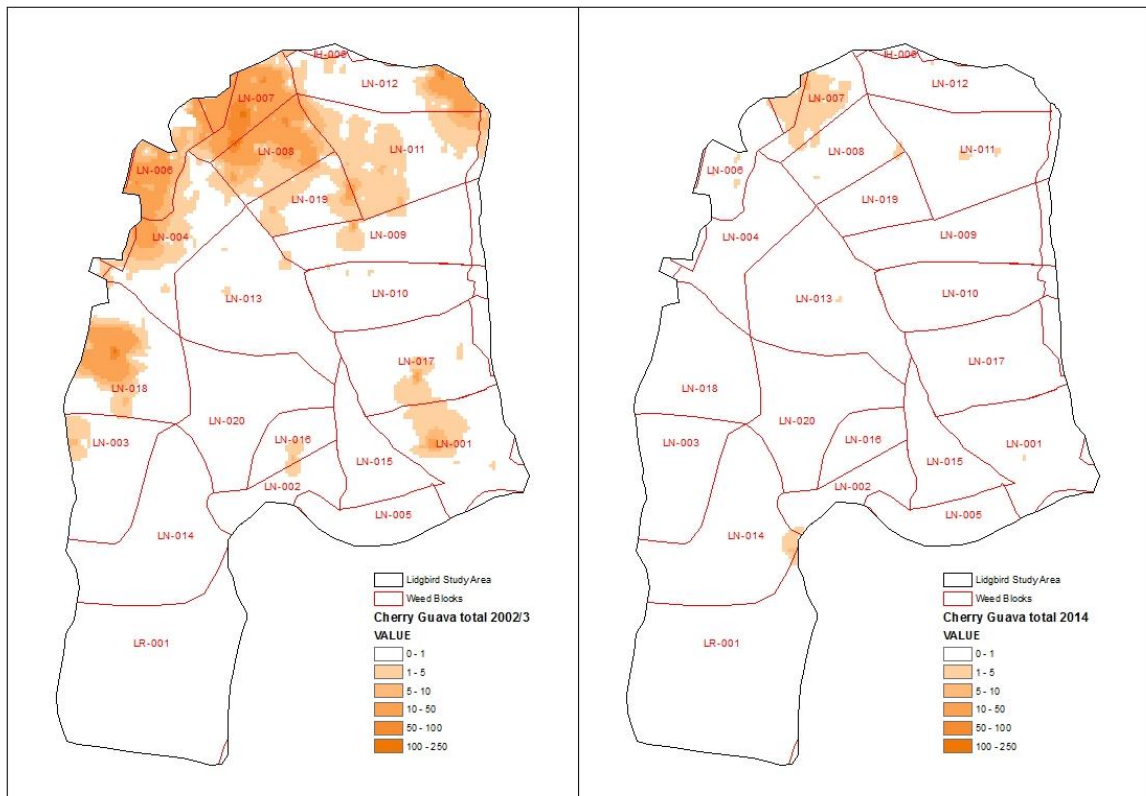 IH-006
LN-012
LN-007
LN-008
LN-011
LN-006
LN-019
LN-004
LN-009
LN-013
LN-010
LN-017
LN-018
LN-003
LN-020
LN-016
LN-001
LN-015
LN-002
LN-005
LN-014
LR-001
Lidgbird Study Area
Weed Blocks
Cherry Guava total 2002/3
VALUE
0 - 1
1 - 5
5 - 10
10 - 50
50 - 100
100 - 250
IH-006
LN-012
LN-007
LN-008
LN-011
LN-006
LN-019
LN-004
LN-009
LN-013
LN-010
LN-017
LN-018
LN-003
LN-020
LN-016
LN-001
LN-015
LN-002
LN-005
LN-014
LR-001
Lidgbird Study Area
Weed Blocks
Cherry Guava total 2014
VALUE
0 - 1
1 - 5
5 - 10
10 - 50
50 - 100
100 - 250